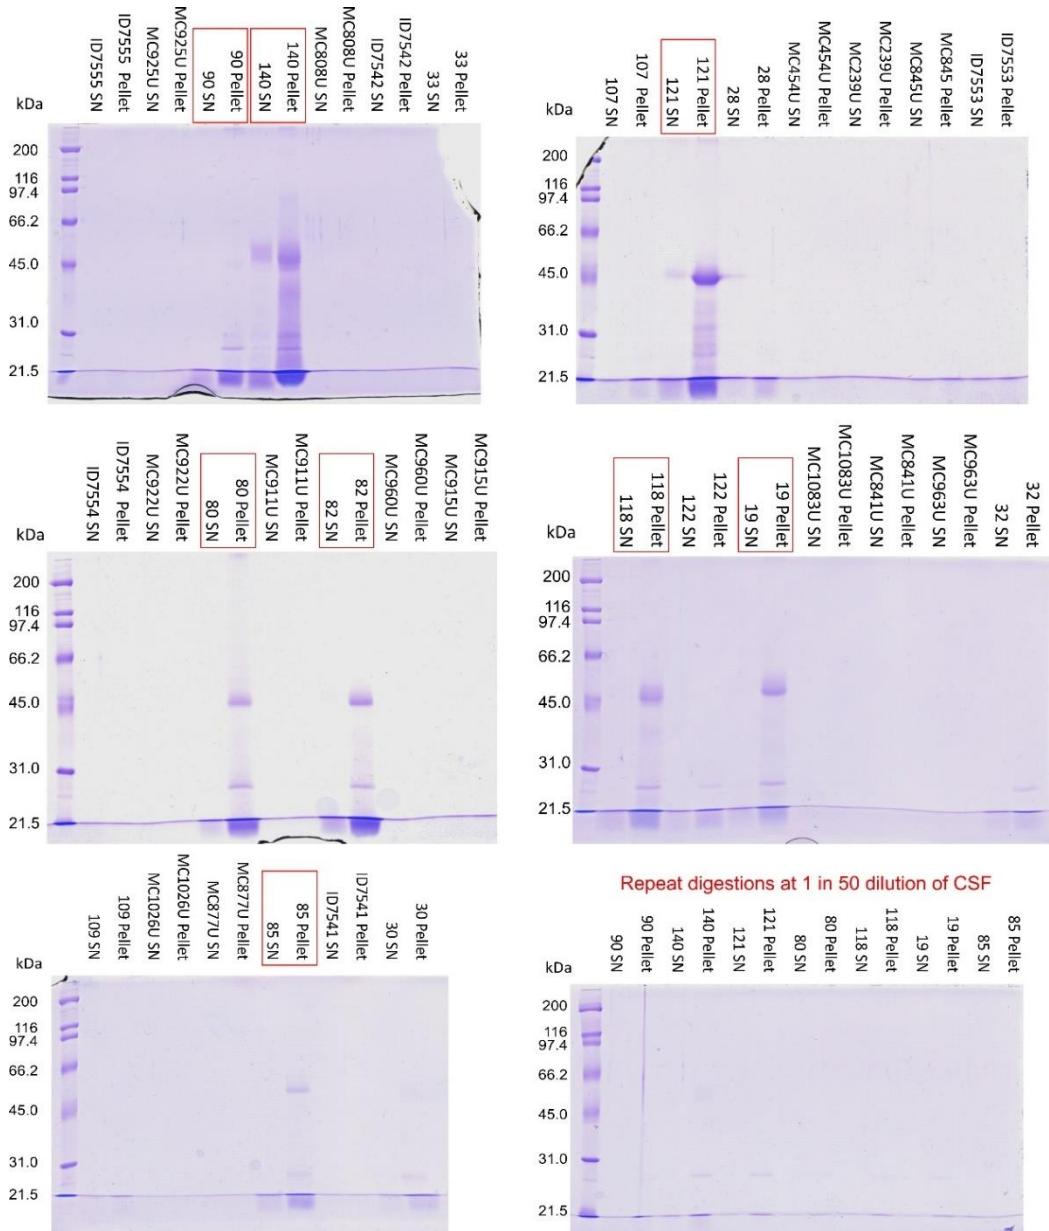 ID7555 SN
ID7555 Pellet
MC925U SN
MC925U Pellet
90 SN
90 Pellet
140 SN
140 Pellet
MC808U SN
MC808U Pellet
ID7542 SN
ID7542 Pellet
33 SN
33 Pellet
kDa
200
116
97.4
66.2
45.0
31.0
21.5
107 SN
107 Pellet
121 SN
121 Pellet
28 SN
28 Pellet
MC454U SN
MC454U Pellet
MC239U SN
MC239U Pellet
MC845U SN
MC845 Pellet
ID7553 SN
ID7553 Pellet
kDa
200
116
97.4
66.2
45.0
31.0
21.5
ID7554 SN
ID7554 Pellet
MC922U SN
MC922U Pellet
80 SN
80 Pellet
MC911U SN
MC911U Pellet
82 SN
82 Pellet
MC960U SN
MC960U Pellet
MC915U SN
MC915U Pellet
kDa
200
116
97.4
66.2
45.0
31.0
21.5
118 SN
118 Pellet
122 SN
122 Pellet
19 SN
19 Pellet
MC1083U SN
MC1083U Pellet
MC841U SN
MC841U Pellet
MC963U SN
MC963U Pellet
32 SN
32 Pellet
kDa
200
116
97.4
66.2
45.0
31.0
21.5
109 SN
109 Pellet
MC1026U SN
MC1026U Pellet
MC877U SN
MC877U Pellet
85 SN
85 Pellet
ID7541 SN
ID7541 Pellet
30 SN
30 Pellet
kDa
200
116
97.4
66.2
45.0
31.0
21.5
Repeat digestions at 1 in 50 dilution of CSF
90 SN
90 Pellet
140 SN
140 Pellet
121 SN
121 Pellet
80 SN
80 Pellet
118 SN
118 Pellet
19 SN
19 Pellet
85 SN
85 Pellet
kDa
200
116
97.4
66.2
45.0
31.0
21.5